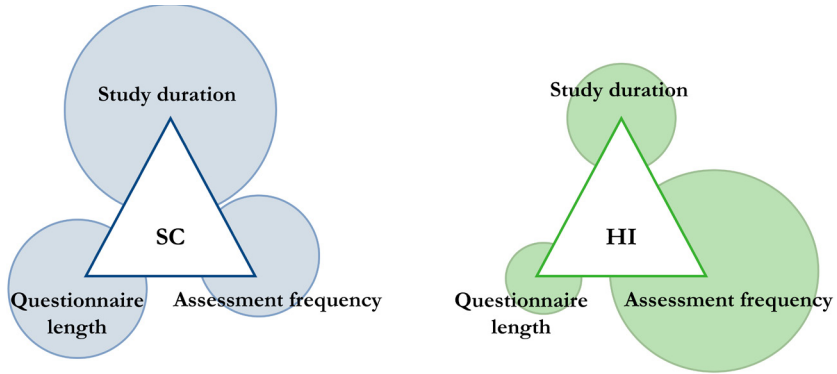 Study duration
SC
Questionnaire
length
Assessment frequency
Study duration
HI
Questionnaire
length
Assessment frequency